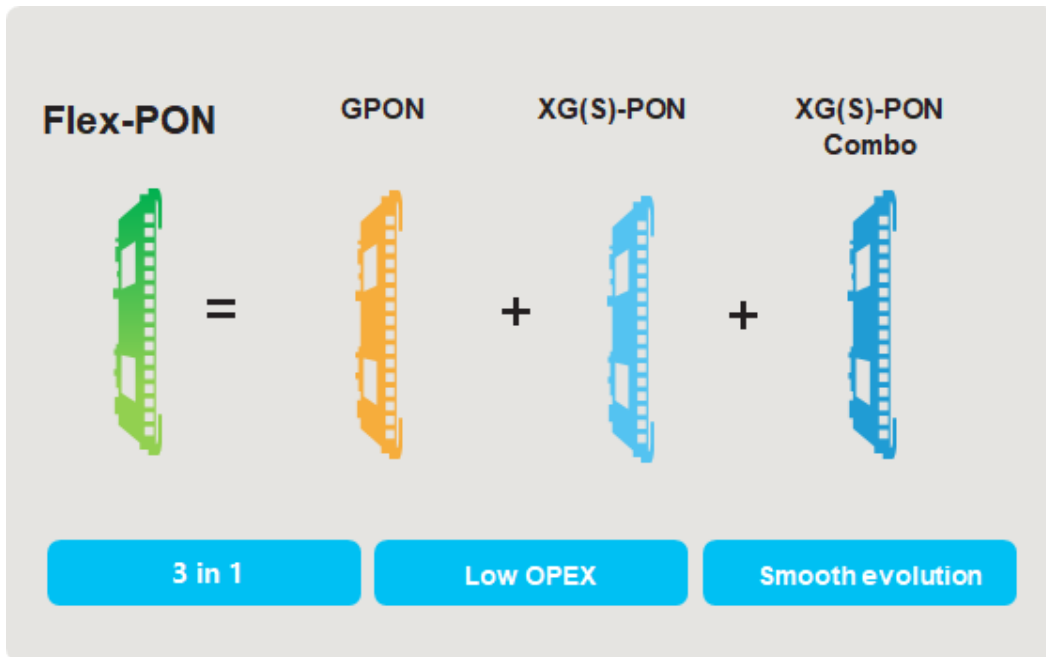 Flex-PON
GPON
XG(S)-PON
XG(S)-PON
Combo
=
+
+
3 in 1
Low OPEX
Smooth evolution